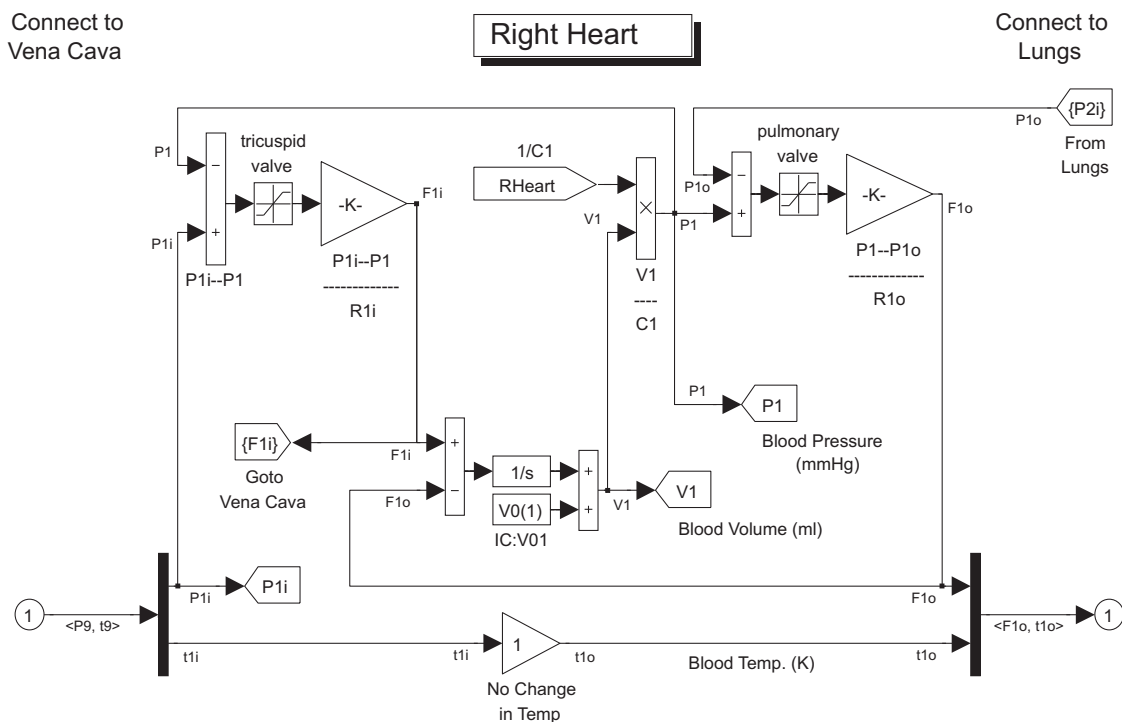 Connect to
Vena Cava
Right Heart
Connect to
Lungs
{P2i}
P1o
From
Lungs
tricuspid
valve
P1
−
+
P1i
P1i--P1
-K-
F1i
P1i--P1
-------------
R1i
1/C1
RHeart
V1
×
P1
V1
----
C1
pulmonary
valve
P1o
−
+
-K-
F1o
P1--P1o
-------------
R1o
P1
P1
Blood Pressure
(mmHg)
{F1i}
Goto
Vena Cava
F1i
+
−
F1o
1/s
V0(1)
IC:V01
+
+
V1
V1
Blood Volume (ml)
P1i
P1i
1
<P9, t9>
t1i
t1i
1
t1o
No Change
in Temp
Blood Temp. (K)
F1o
t1o
<F1o, t1o>
1